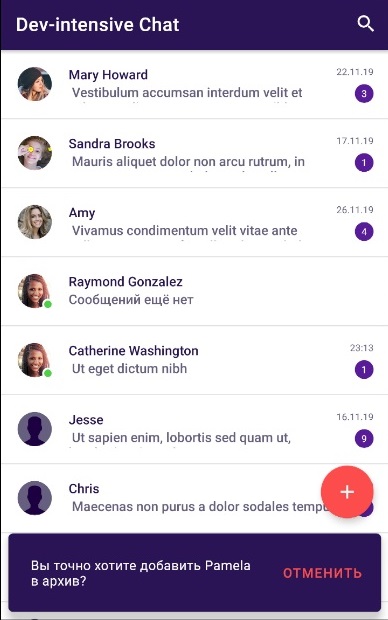 Dev-intensive Chat
Mary Howard
22.11.19
Vestibulum accumsan interdum velit et
3
Sandra Brooks
17.11.19
Mauris aliquet dolor non arcu rutrum, in
1
Amy
26.11.19
Vivamus condimentum velit vitae ante
4
Raymond Gonzalez
Сообщений ещё нет
Catherine Washington
23:13
Ut eget dictum nibh
1
Jesse
16.11.19
Ut sapien enim, lobortis sed quam ut,
9
Chris
Maecenas non purus a dolor sodales
+
Вы точно хотите добавить Pamela
в архив?
ОТМЕНИТЬ